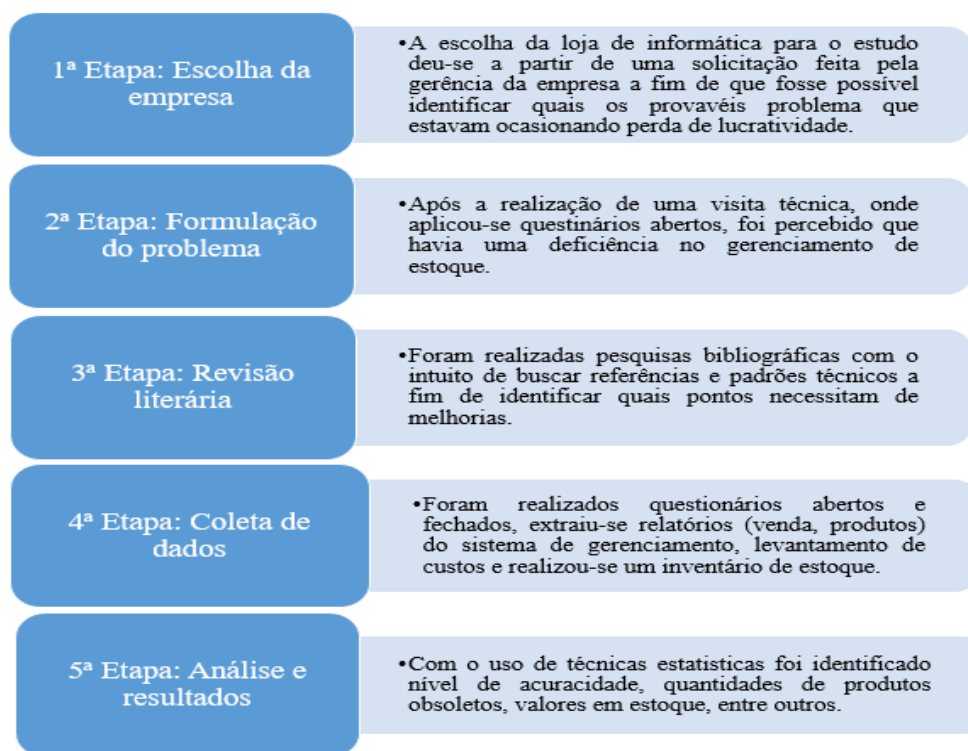 1ª Etapa: Escolha da
empresa
•A escolha da loja de informática para o estudo
deu-se a partir de uma solicitação feita pela
gerência da empresa a fim de que fosse possível
identificar quais os provavéis problema que
estavam ocasionando perda de lucratividade.
2ª Etapa: Formulação
do problema
•Após a realização de uma visita técnica, onde
aplicou-se questinários abertos, foi percebido que
havia uma deficiência no gerenciamento de
estoque.
3ª Etapa: Revisão
literária
•Foram realizadas pesquisas bibliográficas com o
intuito de buscar referências e padrões técnicos a
fim de identificar quais pontos necessitam de
melhorias.
4ª Etapa: Coleta de
dados
•Foram realizados questionários abertos e
fechados, extraiu-se relatórios (venda, produtos)
do sistema de gerenciamento, levantamento de
custos e realizou-se um inventário de estoque.
5ª Etapa: Análise e
resultados
•Com o uso de técnicas estatisticas foi identificado
nível de acuracidade, quantidades de produtos
obsoletos, valores em estoque, entre outros.